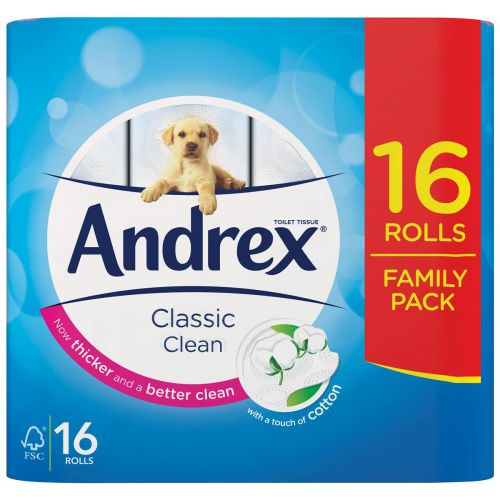 16
ROLLS
FAMILY
PACK
TOILET TISSUE
Andrex®
Classic
Clean
Now thicker and a better clean
with a touch of cotton
FSC
16
ROLLS